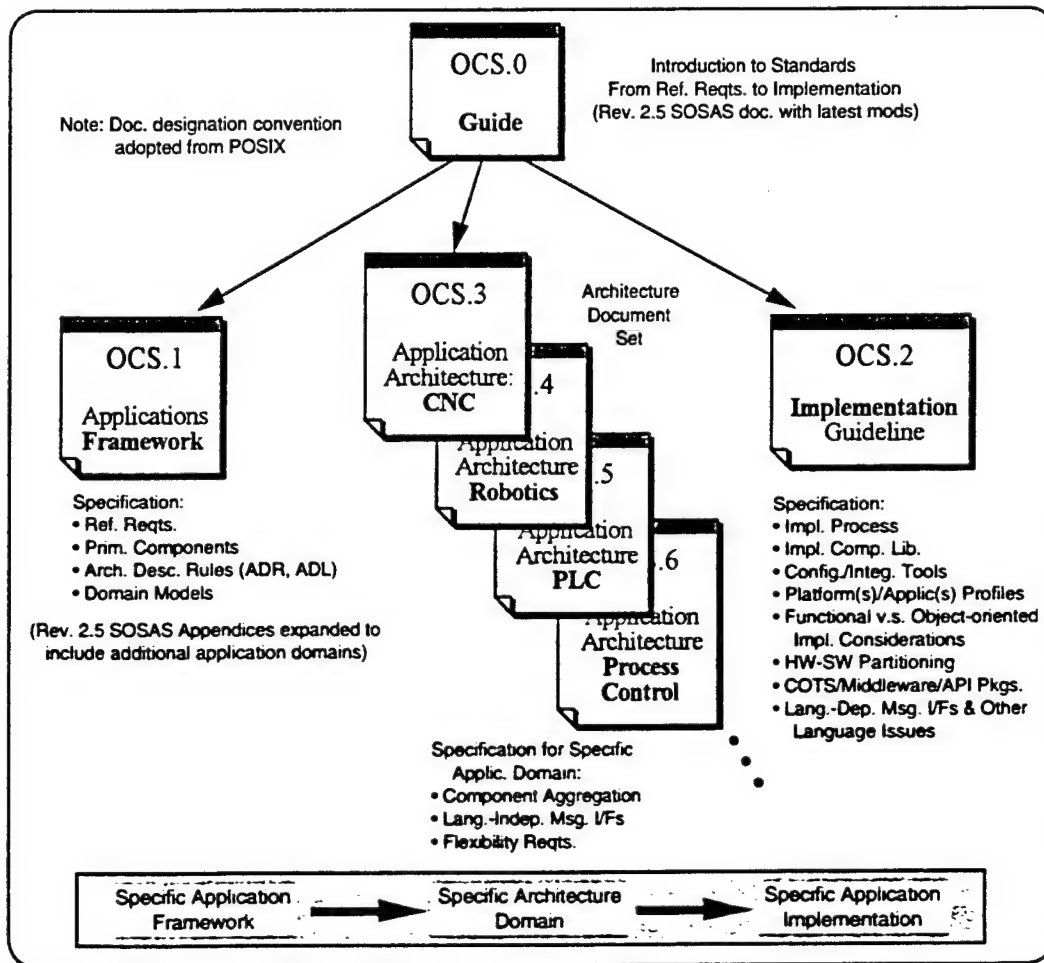 OCS.0
Guide
Introduction to Standards
From Ref. Reqts. to Implementation
(Rev. 2.5 SOSAS doc. with latest mods)
Note: Doc. designation convention
adopted from POSIX
OCS.1
Applications
Framework
Specification:
• Ref. Reqts.
• Prim. Components
• Arch. Desc. Rules (ADR, ADL)
• Domain Models
(Rev. 2.5 SOSAS Appendices expanded to
include additional application domains)
OCS.3
Application
Architecture:
CNC
Architecture
Document
Set
.4
Application
Architecture
Robotics
.5
Application
Architecture
PLC
.6
Application
Architecture
Process
Control
Specification for Specific
Applic. Domain:
• Component Aggregation
• Lang.-Indep. Msg. I/Fs
• Flexibility Reqts.
OCS.2
Implementation
Guideline
Specification:
• Impl. Process
• Impl. Comp. Lib.
• Config./Integ. Tools
• Platform(s)/Applic(s) Profiles
• Functional v.s. Object-oriented
Impl. Considerations
• HW-SW Partitioning
• COTS/Middleware/API Pkgs.
• Lang.-Dep. Msg. I/Fs & Other
Language Issues
Specific Application
Framework
Specific Architecture
Domain
Specific Application
Implementation